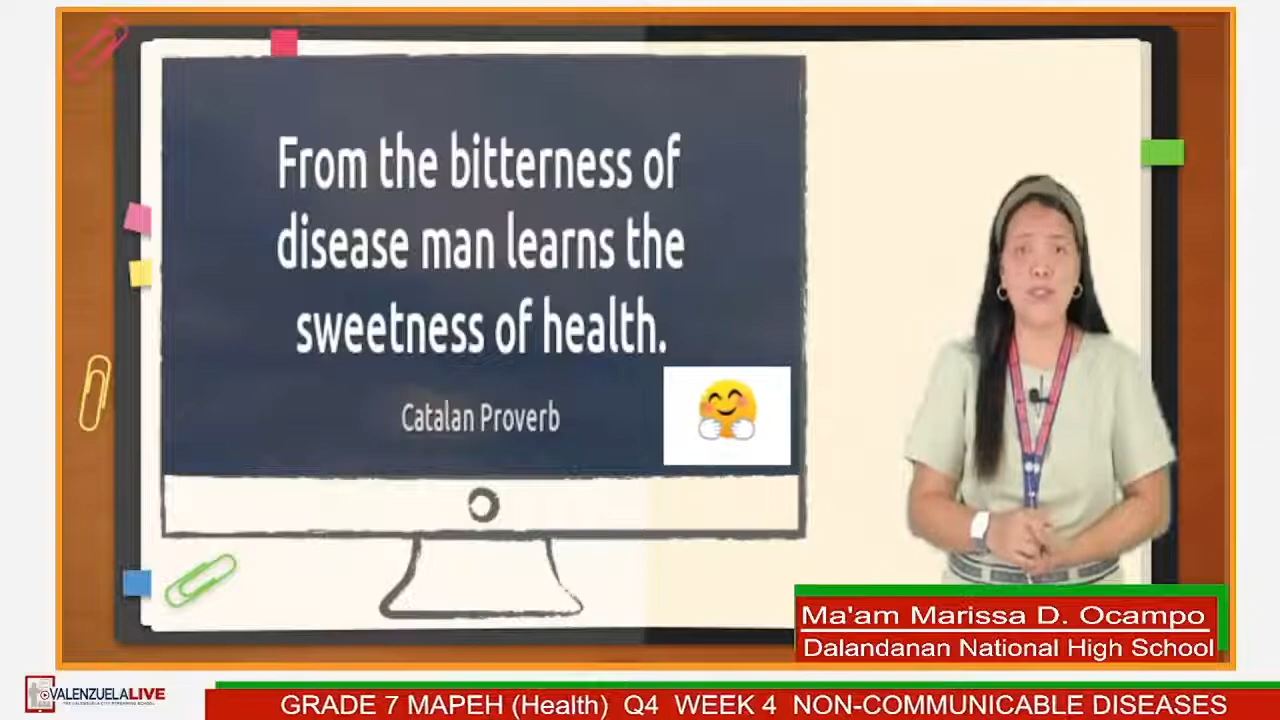 From the bitterness of
disease man learns the
sweetness of health.
Catalan Proverb
Ma'am Marissa D. Ocampo
Dalandanan National High School
VALENZUELALIVE
GRADE 7 MAPEH (Health) Q4 WEEK 4 NON-COMMUNICABLE DISEASES